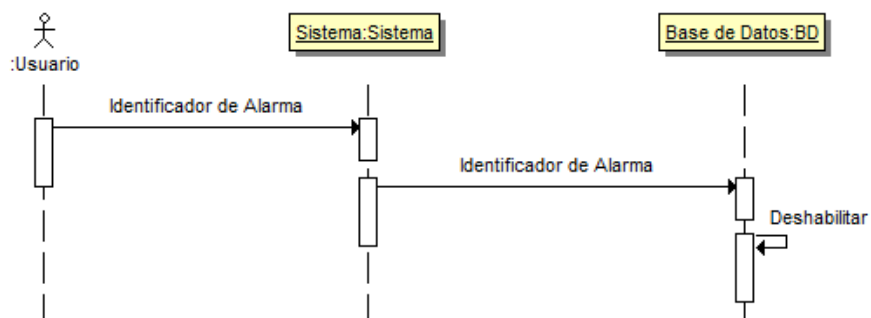 Sistema:Sistema
Base de Datos:BD
:Usuario
Identificador de Alarma
Identificador de Alarma
Deshabilitar